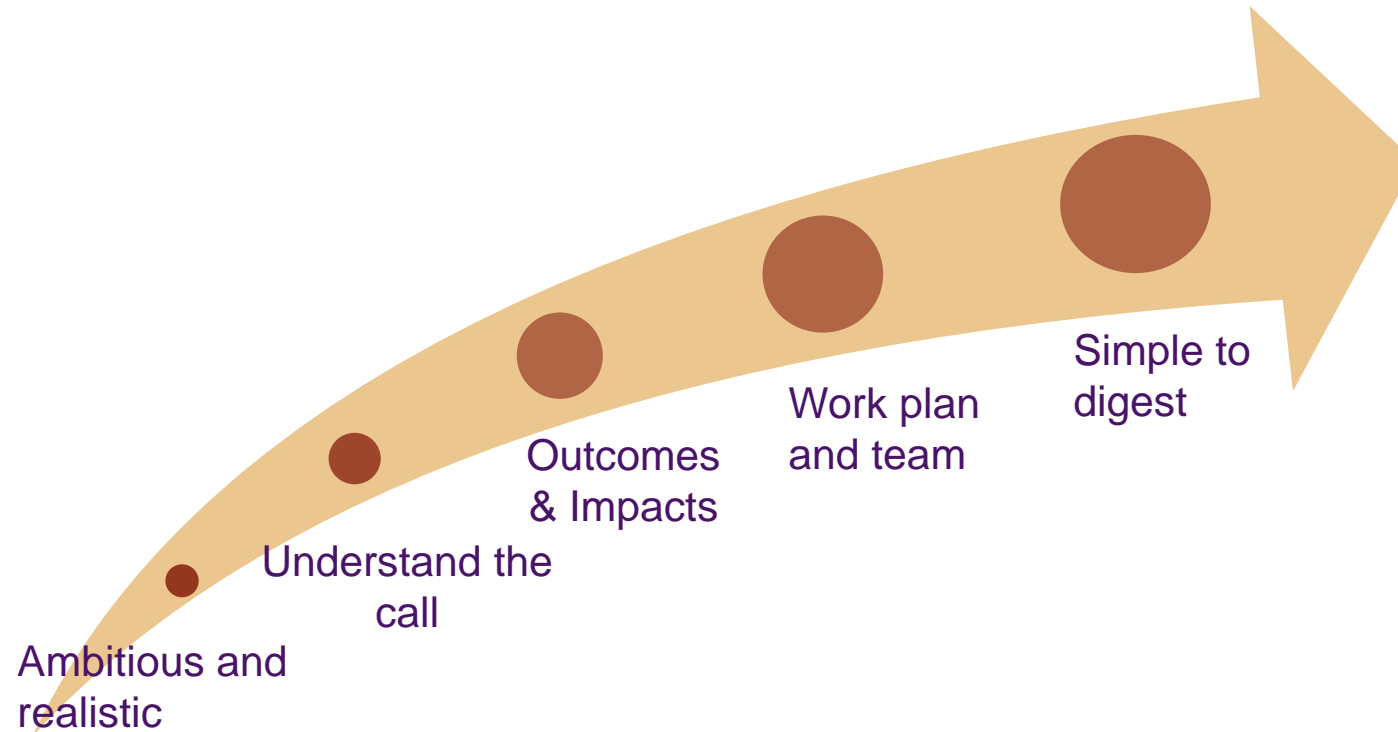 Ambitious and
realistic
Understand the
call
Outcomes
& Impacts
Work plan
and team
Simple to
digest